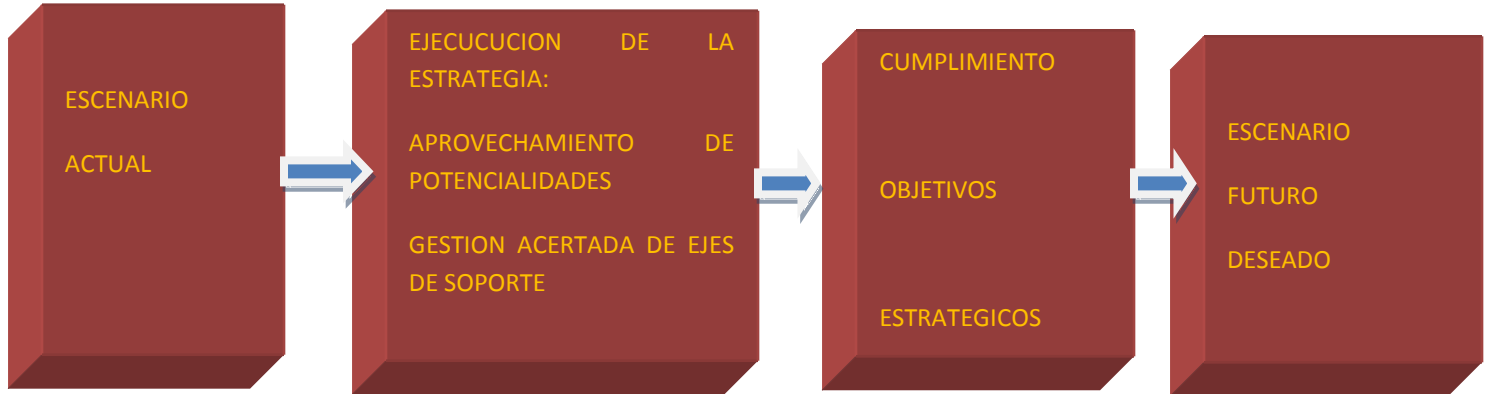 ESCENARIO
ACTUAL
EJECUCUCION DE LA
ESTRATEGIA:
APROVECHAMIENTO DE
POTENCIALIDADES
GESTION ACERTADA DE EJES
DE SOPORTE
CUMPLIMIENTO
OBJETIVOS
ESTRATEGICOS
ESCENARIO
FUTURO
DESEADO